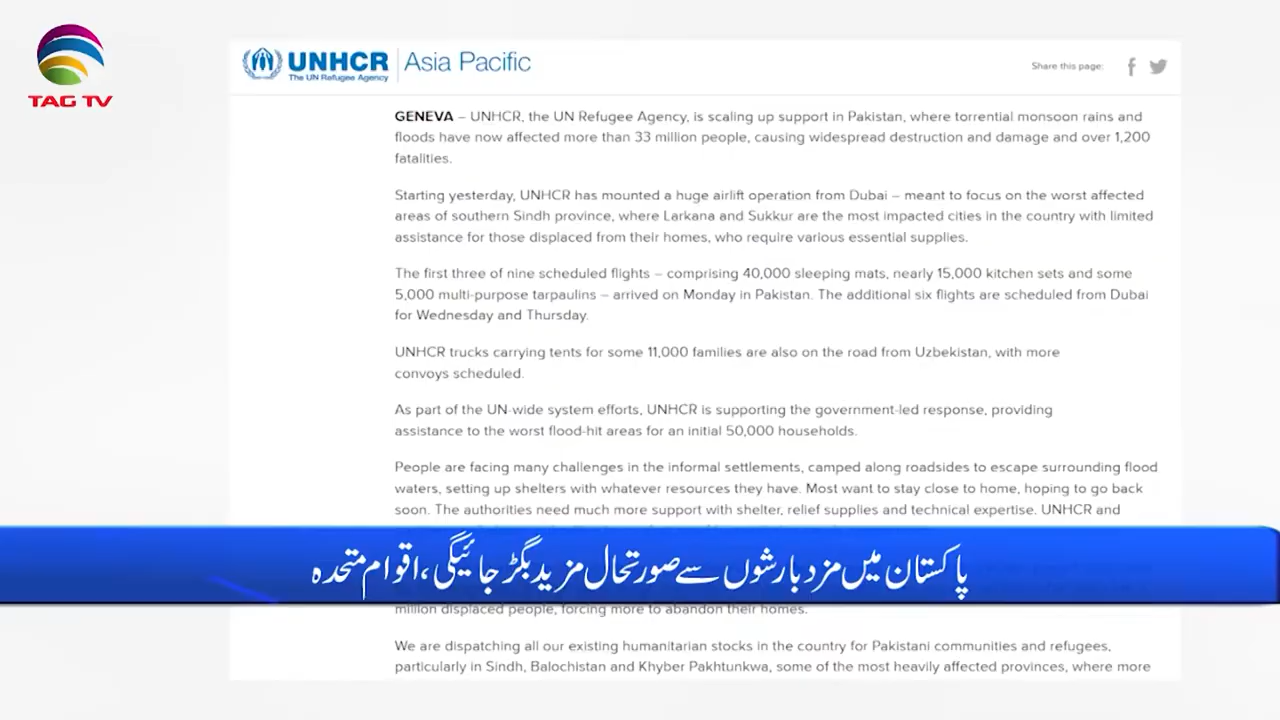 TAG TV
UNHCR
The UN Refugee Agency
Asia Pacific
Share this page:
GENEVA – UNHCR, the UN Refugee Agency, is scaling up support in Pakistan, where torrential monsoon rains and
floods have now affected more than 33 million people, causing widespread destruction and damage and over 1,200
fatalities.
Starting yesterday, UNHCR has mounted a huge airlift operation from Dubai – meant to focus on the worst affected
areas of southern Sindh province, where Larkana and Sukkur are the most impacted cities in the country with limited
assistance for those displaced from their homes, who require various essential supplies.
The first three of nine scheduled flights – comprising 40,000 sleeping mats, nearly 15,000 kitchen sets and some
5,000 multi-purpose tarpaulins – arrived on Monday in Pakistan. The additional six flights are scheduled from Dubai
for Wednesday and Thursday.
UNHCR trucks carrying tents for some 11,000 families are also on the road from Uzbekistan, with more
convoys scheduled.
As part of the UN-wide system efforts, UNHCR is supporting the government-led response, providing
assistance to the worst flood-hit areas for an initial 50,000 households.
People are facing many challenges in the informal settlements, camped along roadsides to escape surrounding flood
waters, setting up shelters with whatever resources they have. Most want to stay close to home, hoping to go back
soon. The authorities need much more support with shelter, relief supplies and technical expertise. UNHCR and
پاکستان میں مزد بارشوں سے صورتحال مزید بگڑ جائیگی، اقوام متحدہ
million displaced people, forcing more to abandon their homes.
We are dispatching all our existing humanitarian stocks in the country for Pakistani communities and refugees,
particularly in Sindh, Balochistan and Khyber Pakhtunkwa, some of the most heavily affected provinces, where more